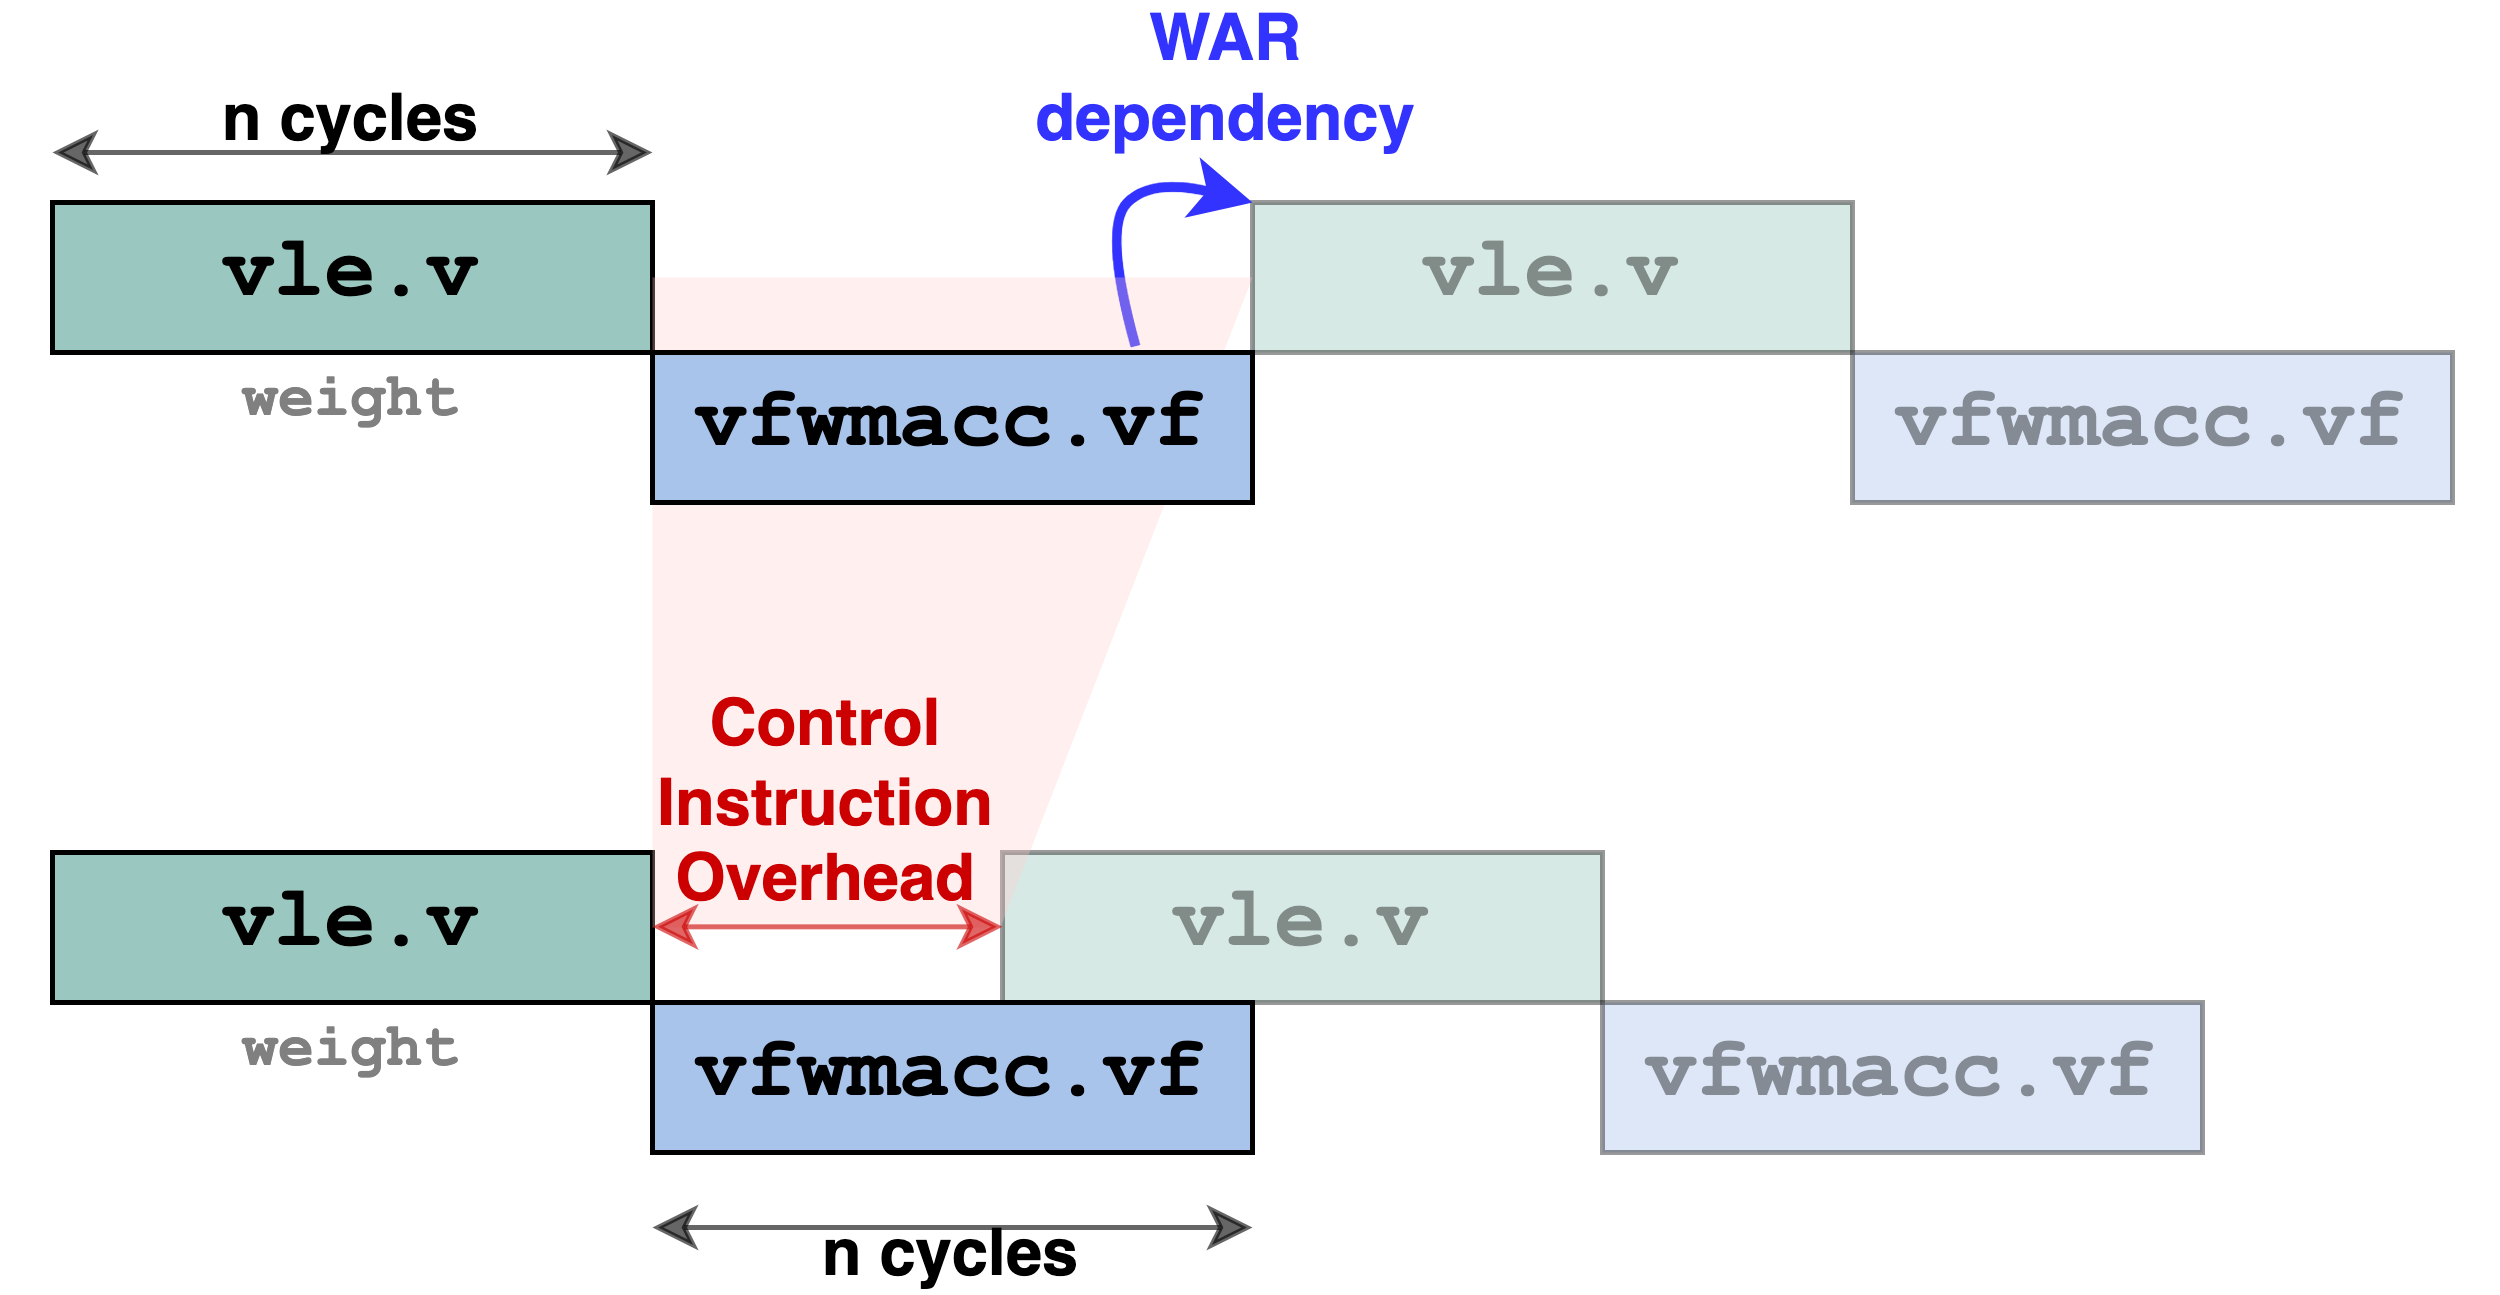 WAR
dependency
n cycles
vle.v
vle.v
weight
vfwmacc.vf
vfwmacc.vf
Control
Instruction
Overhead
vle.v
vle.v
weight
vfwmacc.vf
vfwmacc.vf
n cycles